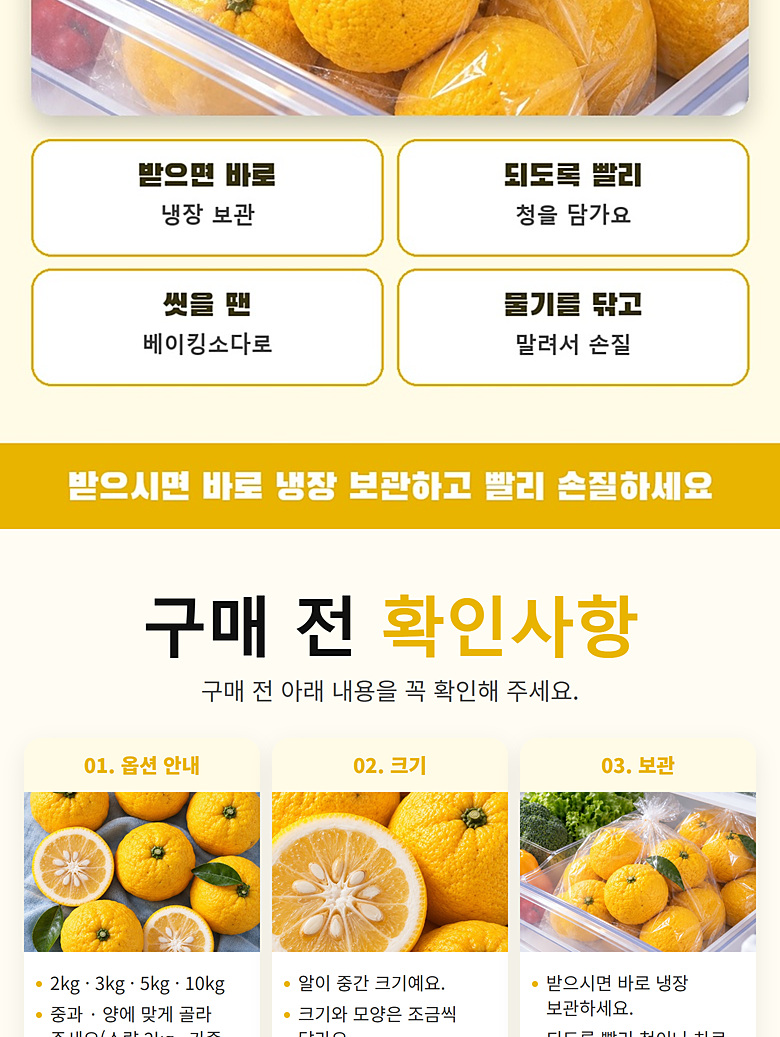 받으면 바로
냉장 보관
되도록 빨리
청을 담가요
씻을 땐
베이킹소다로
물기를 닦고
말려서 손질
받으시면 바로 냉장 보관하고 빨리 손질하세요
구매 전 확인사항
구매 전 아래 내용을 꼭 확인해 주세요.
01. 옵션 안내
• 2kg · 3kg · 5kg · 10kg
• 중과 · 양에 맞게 골라
02. 크기
• 알이 중간 크기예요.
• 크기와 모양은 조금씩
03. 보관
• 받으시면 바로 냉장
보관하세요.